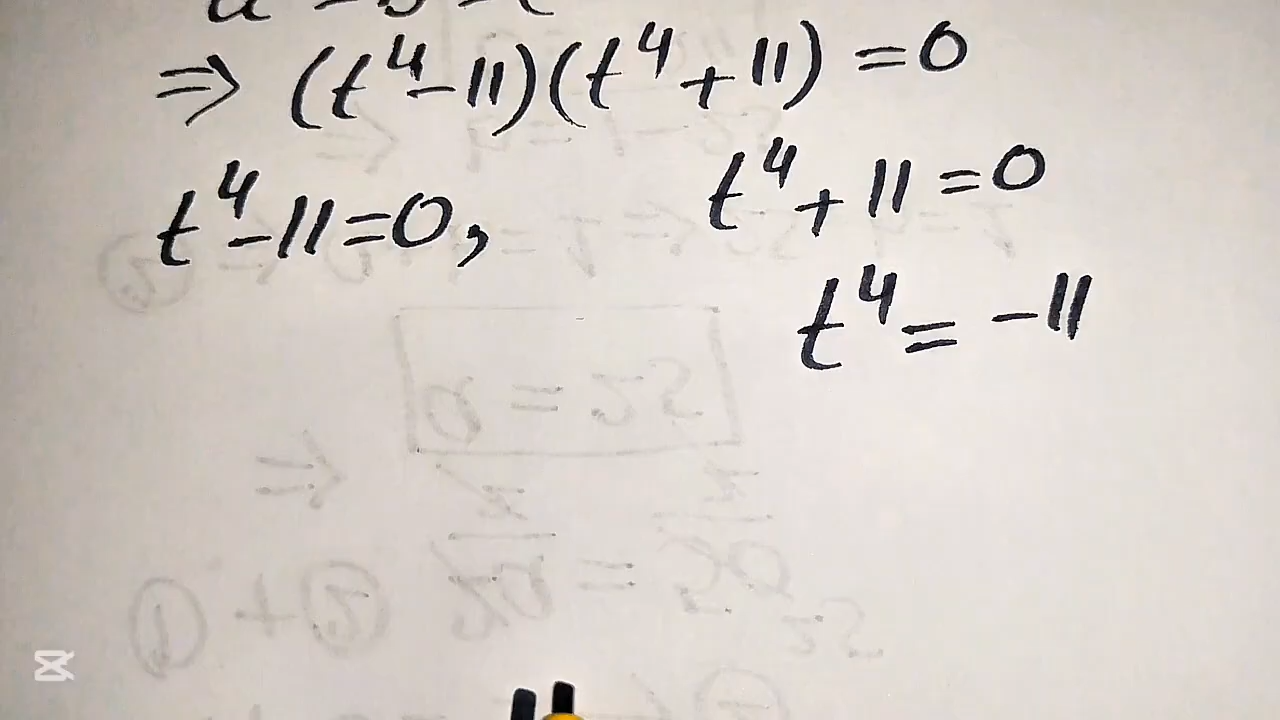 ⇒ (t⁴-11)(t⁴+11)=0
t⁴-11=0, t⁴+11=0
t⁴=-11